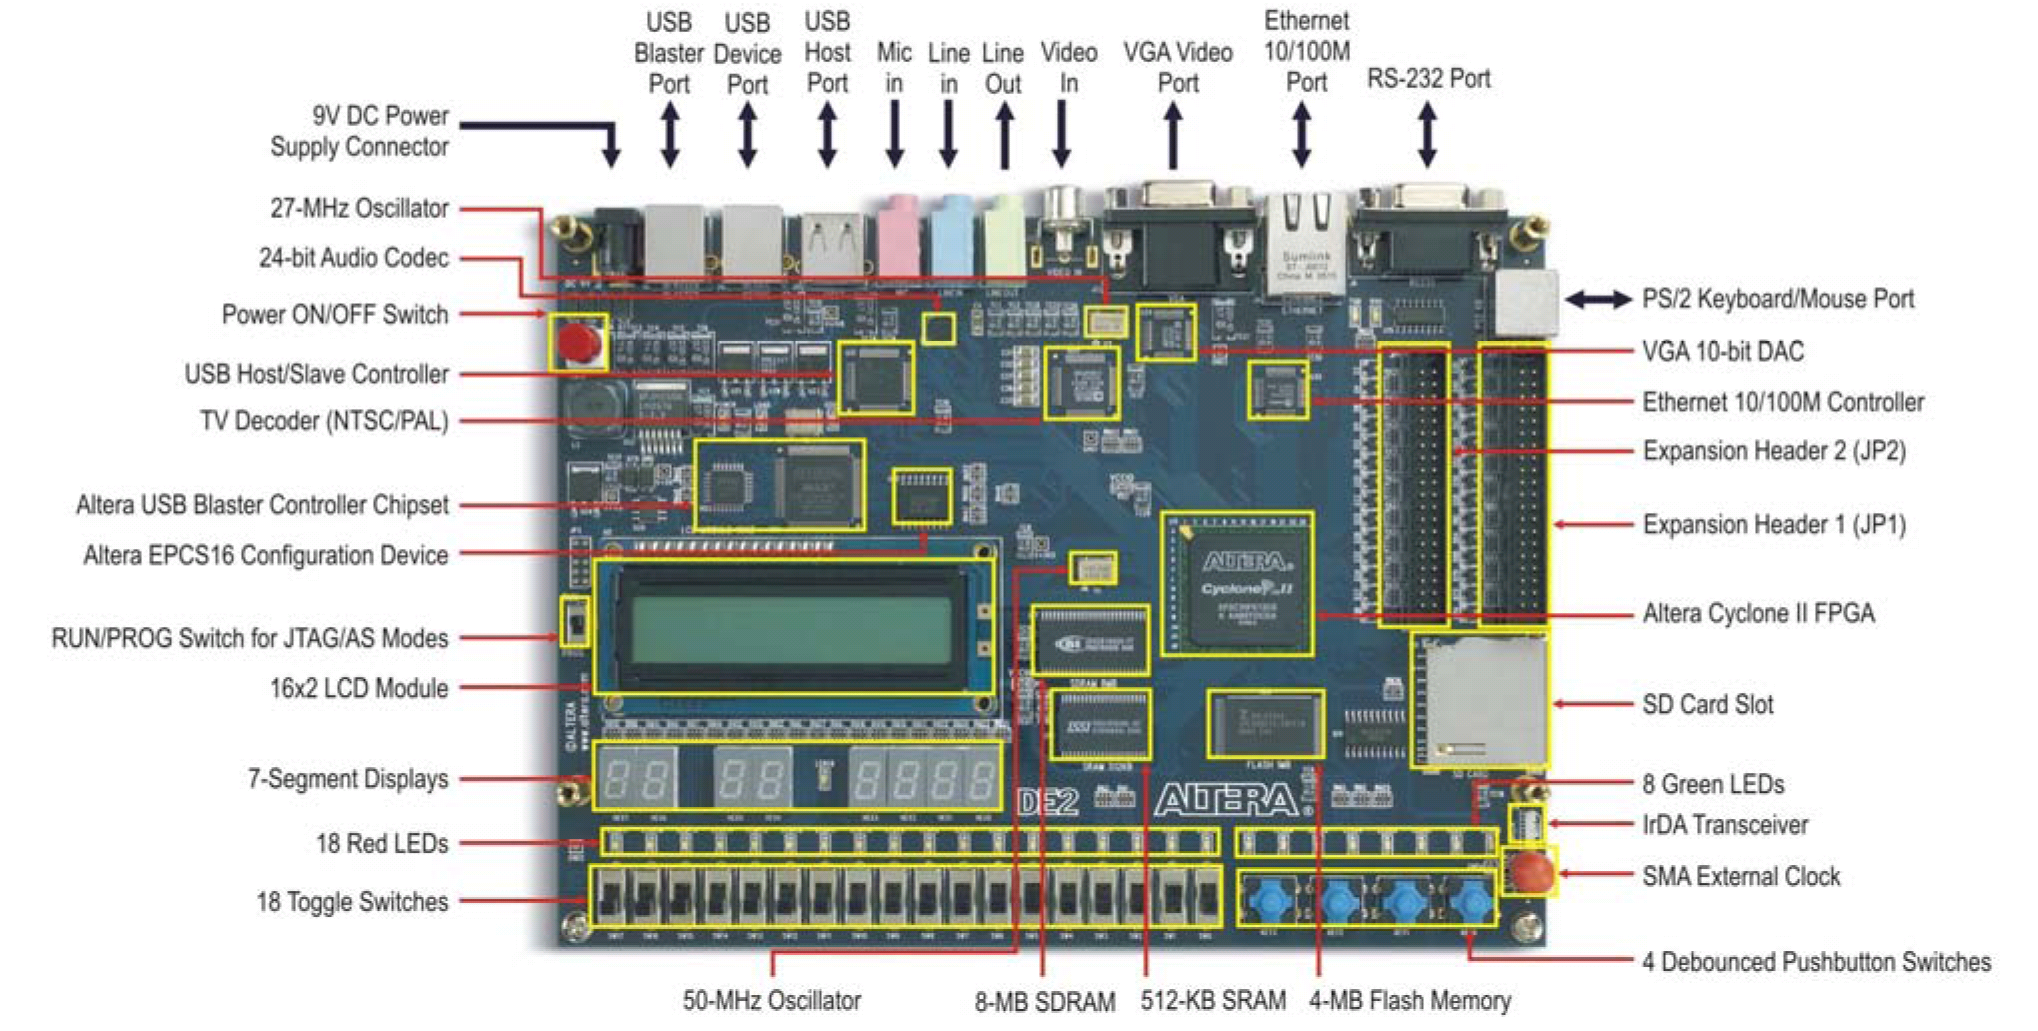 USB
Blaster
Port
USB
Device
Port
USB
Host
Port
Mic
in
Line
in
Line
Out
Video
In
VGA Video
Port
Ethernet
10/100M
Port
RS-232 Port
9V DC Power
Supply Connector
27-MHz Oscillator
24-bit Audio Codec
Power ON/OFF Switch
USB Host/Slave Controller
TV Decoder (NTSC/PAL)
Altera USB Blaster Controller Chipset
Altera EPCS16 Configuration Device
RUN/PROG Switch for JTAG/AS Modes
16x2 LCD Module
7-Segment Displays
18 Red LEDs
18 Toggle Switches
PS/2 Keyboard/Mouse Port
VGA 10-bit DAC
Ethernet 10/100M Controller
Expansion Header 2 (JP2)
Expansion Header 1 (JP1)
Altera Cyclone II FPGA
SD Card Slot
8 Green LEDs
IrDA Transceiver
SMA External Clock
4 Debounced Pushbutton Switches
50-MHz Oscillator
8-MB SDRAM
512-KB SRAM
4-MB Flash Memory
VIDEO IN
ETHERNET
ALTERA®
Cyclone II
©ALTERA
www.altera.com
DE2
ALTERA®